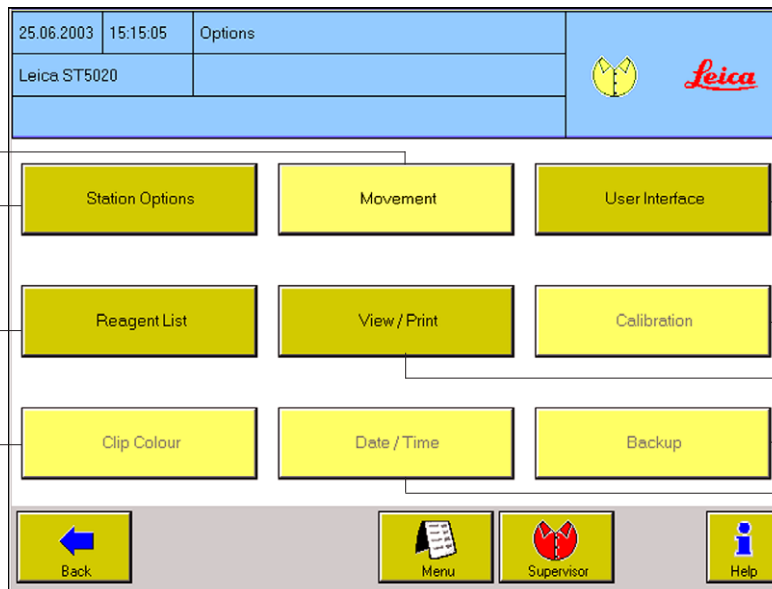 25.06.2003 15:15:05 Options
Leica ST5020
Leica
Station Options Movement User Interface
Reagent List View / Print Calibration
Clip Colour Date / Time Backup
Back Menu Supervisor Help